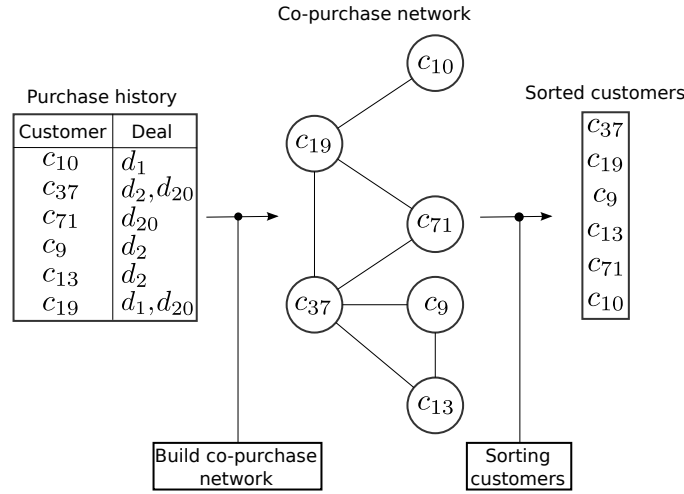 Co-purchase network
Purchase history
Customer Deal
c10 d1
c37 d2,d20
c71 d20
c9 d2
c13 d2
c19 d1,d20
c10
c19
c71
c37
c9
c13
Sorted customers
c37
c19
c9
c13
c71
c10
Build co-purchase
network
Sorting
customers